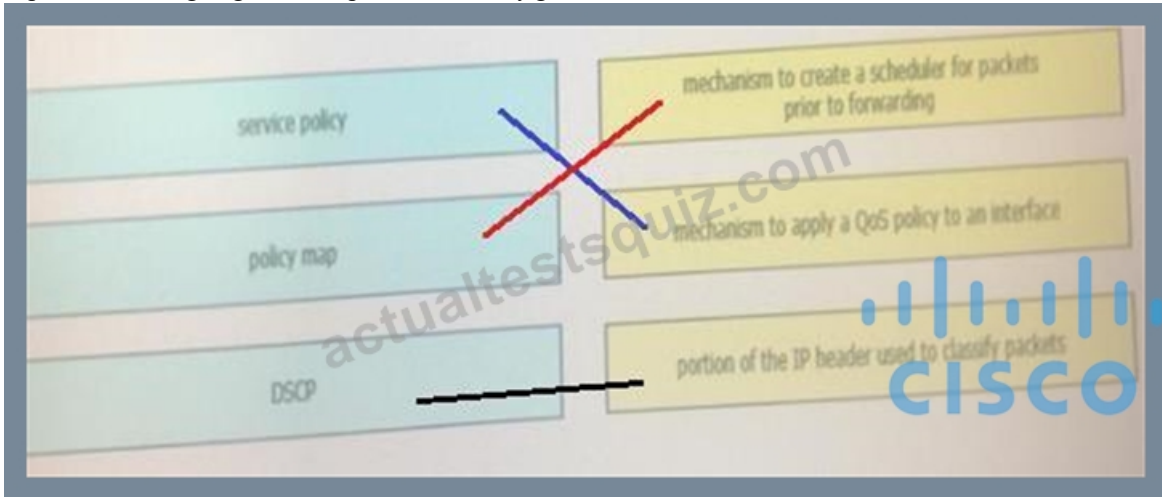 service policy
mechanism to create a scheduler for packets
prior to forwarding
policy map
mechanism to apply a QoS policy to an interface
DSCP
portion of the IP header used to classify packets
actualtestsquiz.com
CISCO